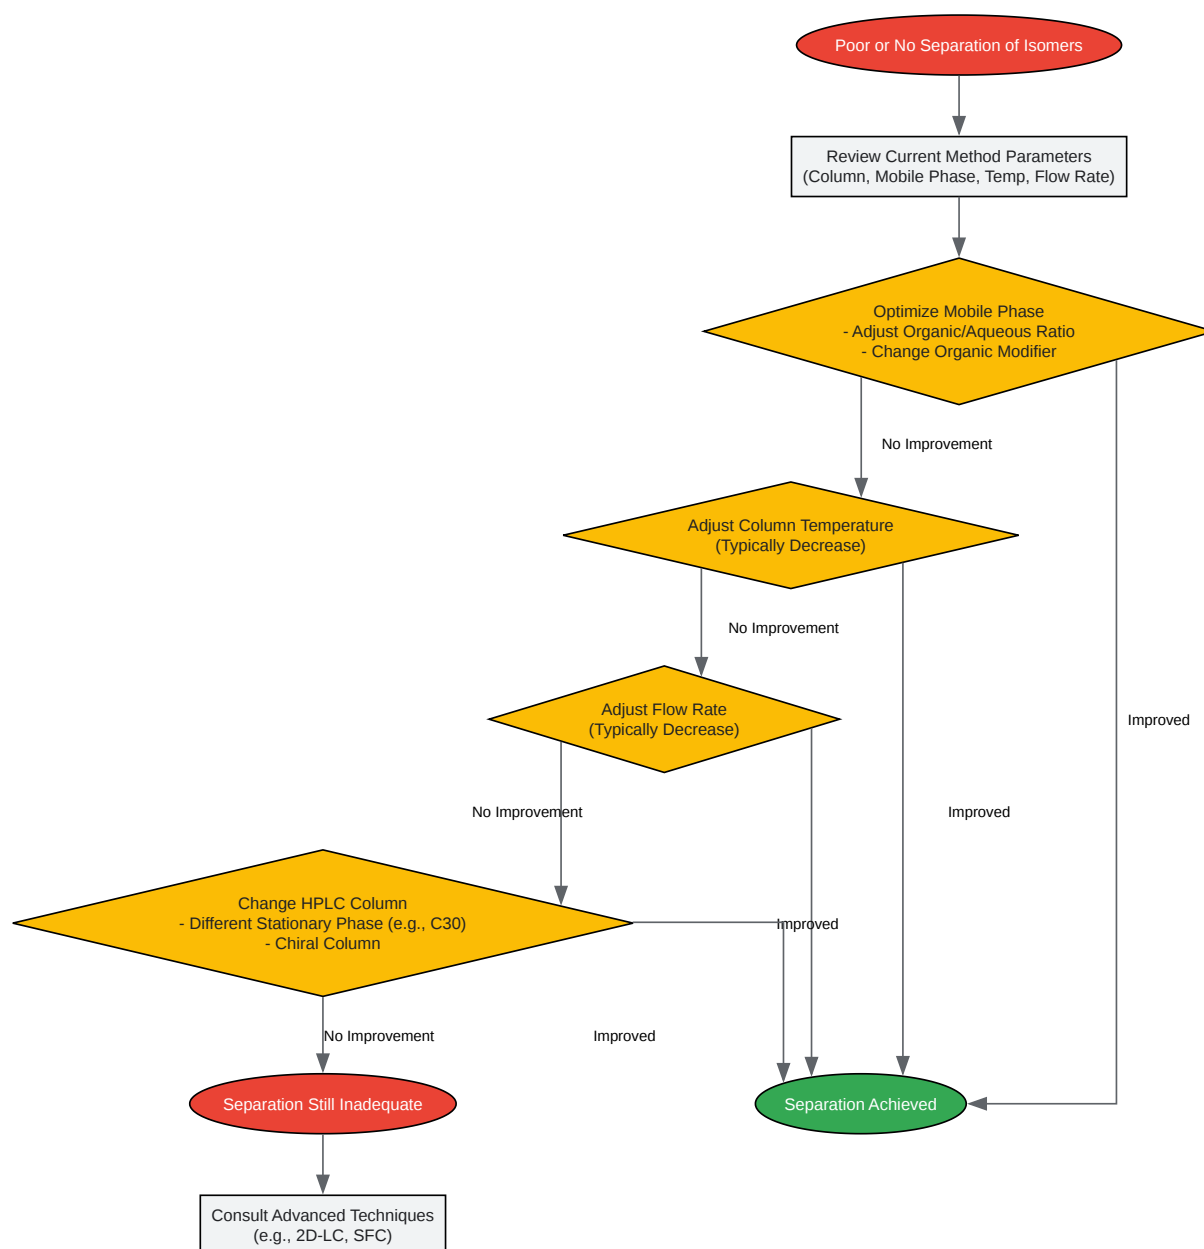 Poor or No Separation of Isomers
Review Current Method Parameters
(Column, Mobile Phase, Temp, Flow Rate)
Optimize Mobile Phase
- Adjust Organic/Aqueous Ratio
- Change Organic Modifier
No Improvement
Adjust Column Temperature
(Typically Decrease)
No Improvement
Adjust Flow Rate
(Typically Decrease)
Improved
No Improvement
Improved
Change HPLC Column
- Different Stationary Phase (e.g., C30)
- Chiral Column
Improved
No Improvement
Improved
Separation Still Inadequate
Separation Achieved
Consult Advanced Techniques
(e.g., 2D-LC, SFC)